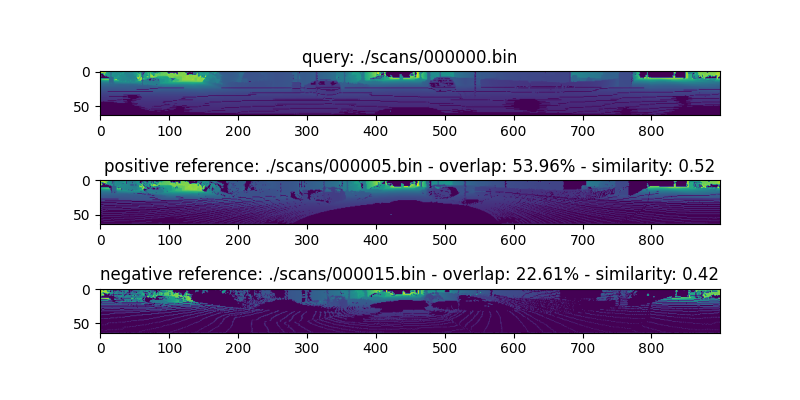 query: ./scans/000000.bin
0
50
0 100 200 300 400 500 600 700 800
positive reference: ./scans/000005.bin - overlap: 53.96% - similarity: 0.52
0
50
0 100 200 300 400 500 600 700 800
negative reference: ./scans/000015.bin - overlap: 22.61% - similarity: 0.42
0
50
0 100 200 300 400 500 600 700 800